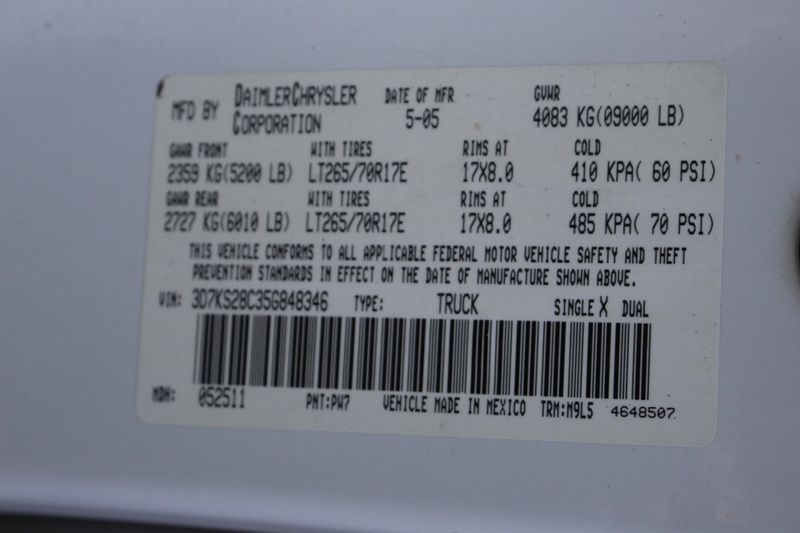 MFD BY DAIMLERCHRYSLER CORPORATION DATE OF MFR 5-05 GVWR 4083 KG(09000 LB)
GAWR FRONT WITH TIRES RIMS AT COLD
2359 KG(5200 LB) LT265/70R17E 17X8.0 410 KPA( 60 PSI)
GAWR REAR WITH TIRES RIMS AT COLD
2727 KG(6010 LB) LT265/70R17E 17X8.0 485 KPA( 70 PSI)
THIS VEHICLE CONFORMS TO ALL APPLICABLE FEDERAL MOTOR VEHICLE SAFETY AND THEFT
PREVENTION STANDARDS IN EFFECT ON THE DATE OF MANUFACTURE SHOWN ABOVE.
VIN: 3D7KS28C35G848346 TYPE: TRUCK SINGLE X DUAL
MDH: 052511 PNT:PW7 VEHICLE MADE IN MEXICO TRM:M9L5 4648507